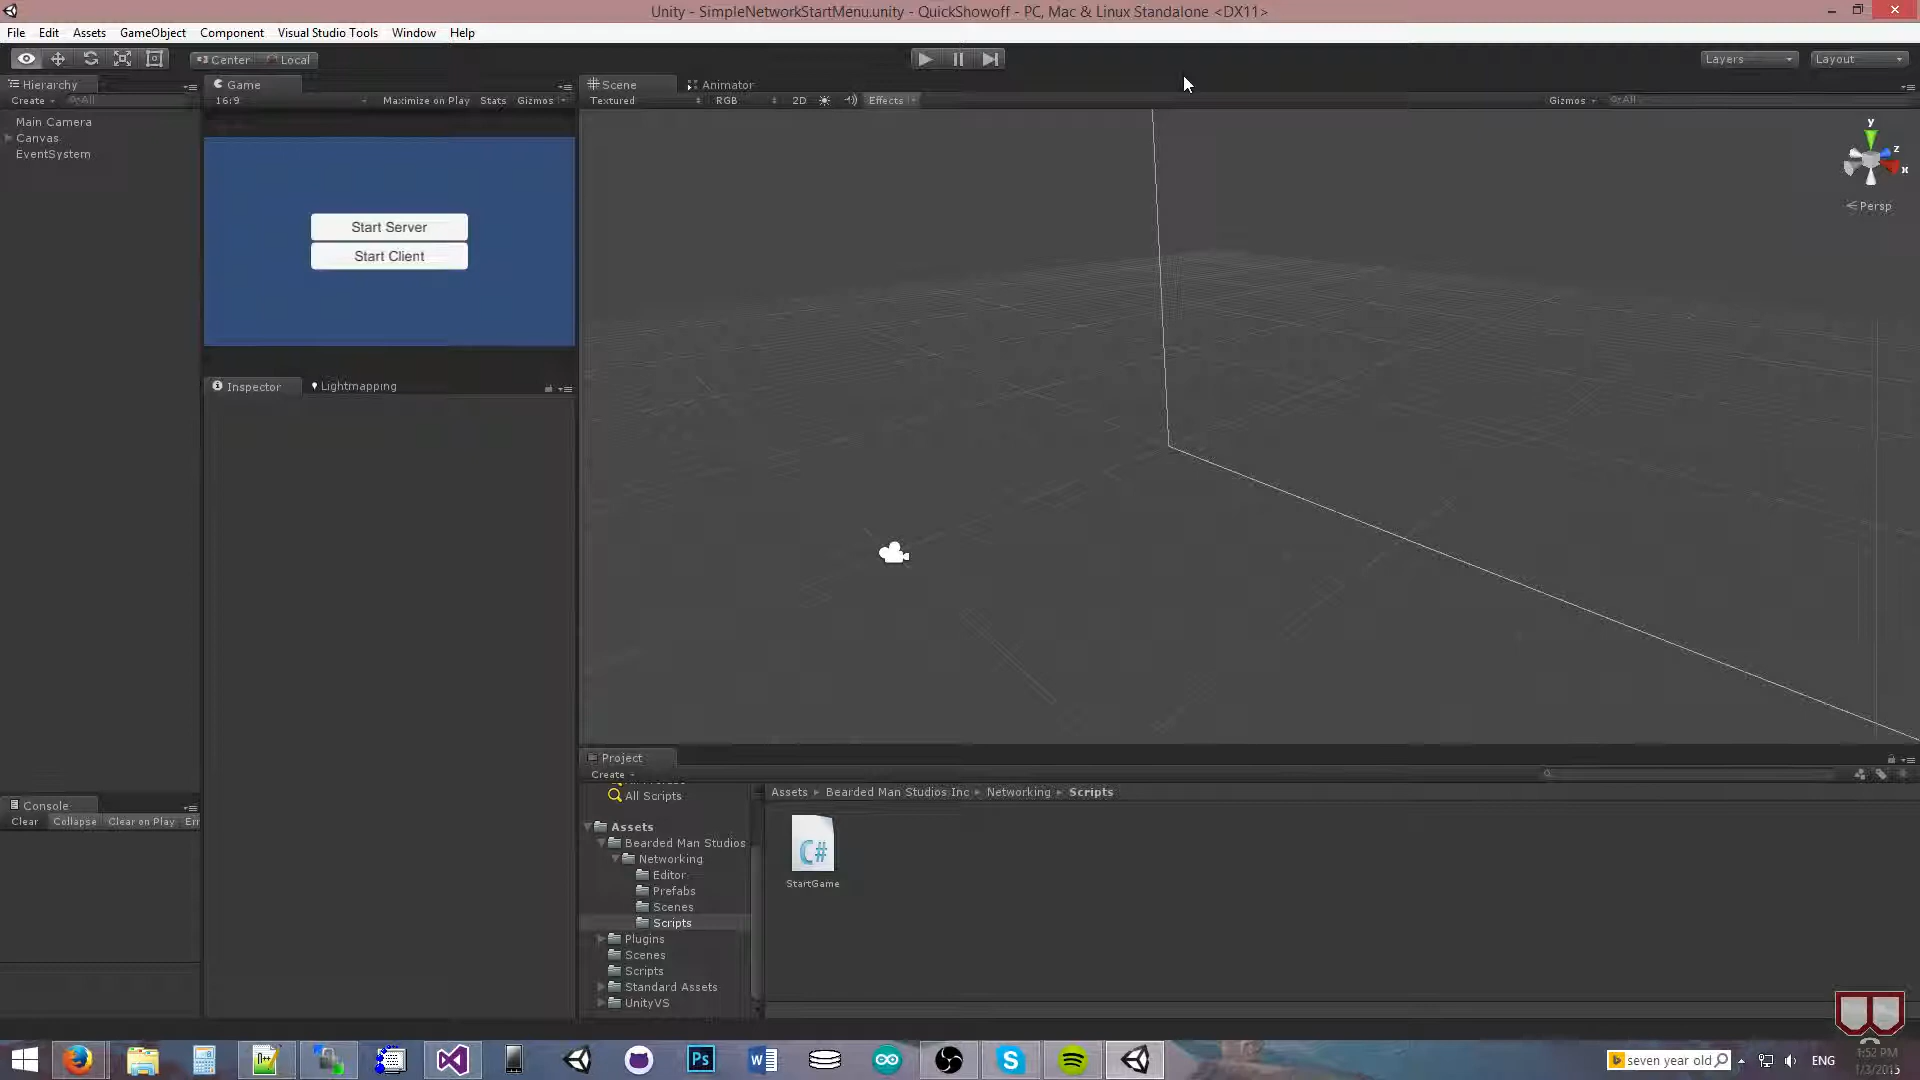 Unity - SimpleNetworkStartMenu.unity - QuickShowoff - PC, Mac & Linux Standalone <DX11>
File Edit Assets GameObject Component Visual Studio Tools Window Help
Center Local Layers Layout
Hierarchy Game Scene Animator
Create All 16:9 Maximize on Play Stats Gizmos Textured RGB 2D Effects Gizmos All
Main Camera
Canvas
EventSystem
y
z
x
Persp
Start Server
Start Client
Inspector Lightmapping
Project
Create
Console
Clear Collapse Clear on Play
All Scripts
Assets
Bearded Man Studios
Networking
Editor
Prefabs
Scenes
Scripts
Plugins
Scenes
Scripts
Standard Assets
UnityVS
Assets Bearded Man Studios Inc Networking Scripts
C#
StartGame
Ps
W
S
seven year old
ENG
1:52 PM
1/3/2015